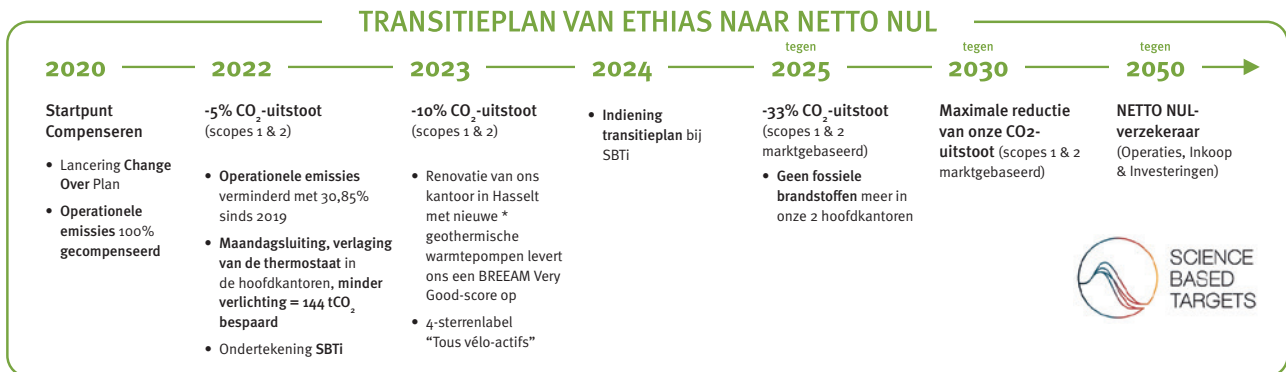 TRANSITIEPLAN VAN ETHIAS NAAR NETTO NUL
2020
Startpunt
Compenseren
• Lancering Change
Over Plan
• Operationele
emissies 100%
gecompenseerd
2022
-5% CO₂-uitstoot
(scopes 1 & 2)
• Operationele emissies
verminderd met 30,85%
sinds 2019
• Maandagsluiting, verlaging
van de thermostaat in
de hoofdkantoren, minder
verlichting = 144 tCO₂
bespaard
• Ondertekening SBTi
2023
-10% CO₂-uitstoot
(scopes 1 & 2)
• Renovatie van ons
kantoor in Hasselt
met nieuwe *
geothermische
warmtepompen levert
ons een BREEAM Very
Good-score op
• 4-sterrenlabel
“Tous vélo-actifs”
2024
• Indiening
transitieplan bij
SBTi
tegen
2025
-33% CO₂-uitstoot
(scopes 1 & 2
marktgebaseerd)
• Geen fossiele
brandstoffen meer in
onze 2 hoofdkantoren
tegen
2030
Maximale reductie
van onze CO2-
uitstoot (scopes 1 & 2
marktgebaseerd)
tegen
2050
NETTO NUL-
verzekeraar
(Operaties, Inkoop
& Investeringen)
SCIENCE
BASED
TARGETS